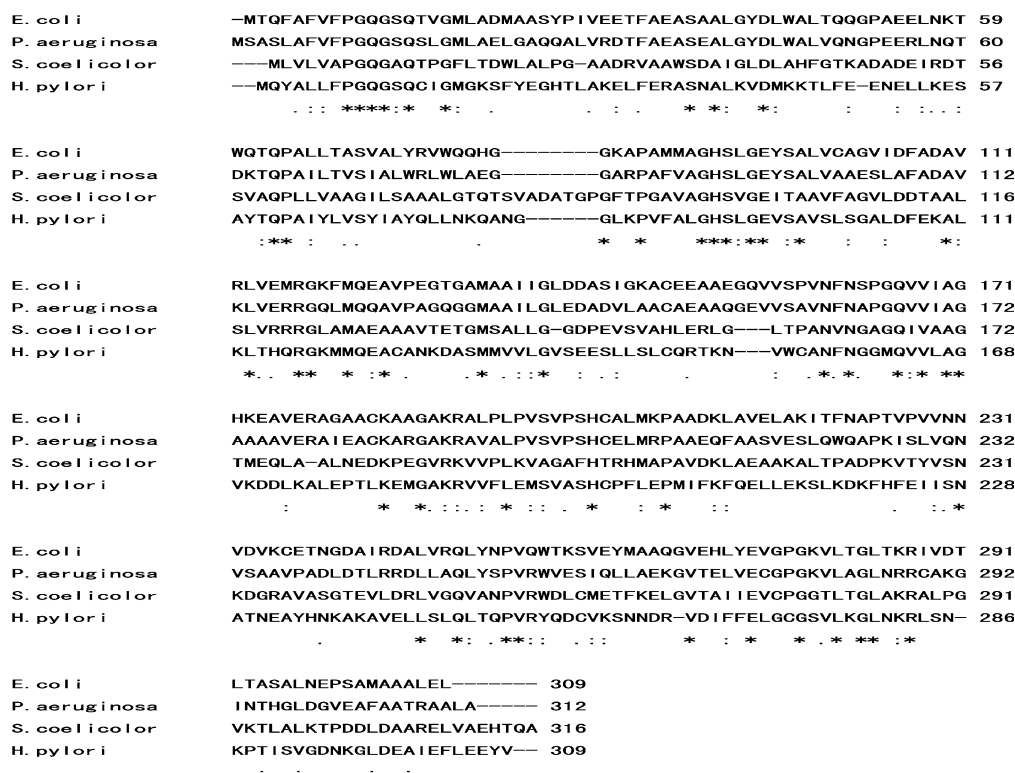 E.coli –MTQFAFVFPGQGSQTVGMLADMAASYPIVEETFAEASAALGYDLWALTQQGPAEELNKT 59
P.aeruginosa MSASLAFVFPGQGSQSLGMLAELGAQQALVRDTFAEASEALGYDLWALVQNGPEERLNQT 60
S.coelicolor –––MLVLVAPGQGAQTPGFLTDWLALPG–AADRVAAWSDAIGLDLAHFGTKADADEIRDT 56
H.pylori ––MQYALLFPGQGSQCIGMGKSFYEGHTLAKELFERASNALKVDMKKTLFE–ENELLKES 57
. :: ****:* *: . . : . * *: *: : : :..:
E.coli WQTQPALLTASVALYRVWQQHG––––––––GKAPAMMAGHSLGEYSALVCAGVIDFADAV 111
P.aeruginosa DKTQPAILTVSIALWRLWLAEG––––––––GARPAFVAGHSLGEYSALVAAESLAFADAV 112
S.coelicolor SVAQPLLVAAGILSAAALGTQTSVADATGPGFTPGAVAGHSVGEITAAVFAGVLDDTAAL 116
H.pylori AYTQPAIYLVSYIAYQLLNKQANG–––––––GLKPVFALGHSLGEVSAVSLSGALDFEKAL 111
:** : .. . * * ***:** :* : : *:
E.coli RLVEMRGKFMQEAVPEGTGAMAAIIGLDDASIGKACEEAAEGQVVSPVNFNSPGQVVIAG 171
P.aeruginosa KLVERRGQLMQQAVPAGQGGMAAILGLEDADVLAACAEAAQGEVVSAVNFNAPGQVVIAG 172
S.coelicolor SLVRRRGLAMAEAAAVTETGMSALLG–GDPEVSVAHLERLG–––LTPANVNGAGQIVAAG 172
H.pylori KLTHQRGKMMQEACANKDASMMVVLGVSEESLLSLCQRTKN–––VWCANFNGGMQVVLAG 168
*.. ** * :* . .* .::* : .: . : .*.*. *:* **
E.coli HKEAVERAGAACKAAGAKRALPLPVSVPSHCALMKPAADKLAVELAKITFNAPTVPVVNN 231
P.aeruginosa AAAAVERAIEACKARGAKRAVALPVSVPSHCELMRPAAEQFAASVESLQWQAPKISLVQN 232
S.coelicolor TMEQLA–ALNEDKPEGVRKVVPLKVAGAFHTRHMAPAVDKLAEAAKALTPADPKVTYVSN 231
H.pylori VKDDLKALEPTLKEMGAKRVVFLEMSVASHCPFLEPMIFKFQELLEKSLKDKFHFEIISN 228
: * *.::.: * :: . * : * :: . :.*
E.coli VDVKCETNGDAIRDALVRQLYNPVQWTKSVEYMAAQGVEHLYEVGPGKVLTGLTKRIVDT 291
P.aeruginosa VSAAVPADLDTLRRDLLAQLYSPVRWVESIQLLAEKGVTELVECGPGKVLAGLNRRCAKG 292
S.coelicolor KDGRAVASGTEVLDRLVGQVANPVRWDLCMETFKELGVTAIIEVCPGGTLTGLAKRALPG 291
H.pylori ATNEAYHNKAKAVELLSLQLTQPVRYQDCVKSNNDR–VDIFFELGCGSVLKGLNKRLSN– 286
. * *: .**:: .:: * : * *.* ** :*
E.coli LTASALNEPSAMAAALEL––––––– 309
P.aeruginosa INTHGLDGVEAFAATRAALA––––– 312
S.coelicolor VKTLALKTPDDLDAARELVAEHTQA 316
H.pylori KPTISVGDNKGLDEAIEFLEEYV–– 309